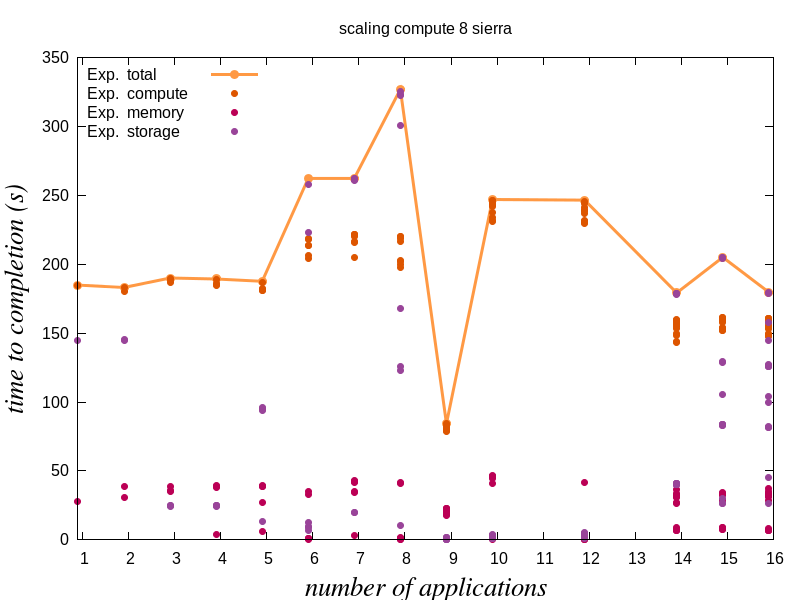 scaling compute 8 sierra
350
300
250
200
150
100
50
0
time to completion (s)
Exp. total
Exp. compute
Exp. memory
Exp. storage
1 2 3 4 5 6 7 8 9 10 11 12 13 14 15 16
number of applications